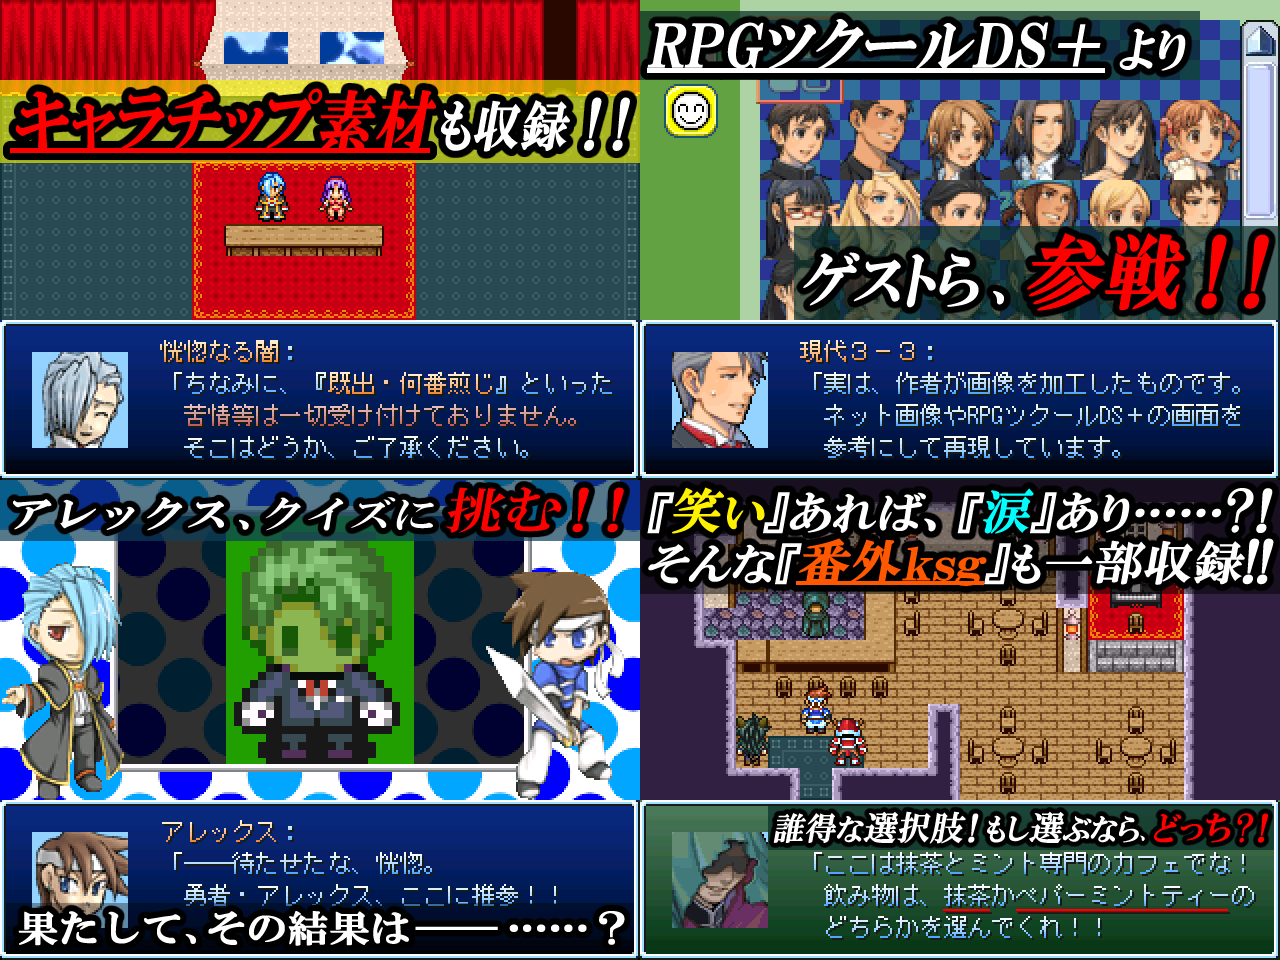 キャラチップ素材も収録!!
恍惚なる闇：
「ちなみに、『既出・何番煎じ』といった
苦情等は一切受け付けておりません。
そこはどうか、ご了承ください。
RPGツクールDS＋より
ゲストら、参戦!!
現代３－３：
「実は、作者が画像を加工したものです。
ネット画像やRPGツクールDS＋の画面を
参考にして再現しています。
アレックス、クイズに挑む!!
アレックス：
「――待たせたな、恍惚。
勇者・アレックス、ここに推参！！
果たして、その結果は――……？
『笑い』あれば、『涙』あり……?!
そんな『番外ksg』も一部収録!!
誰得な選択肢！もし選ぶなら、どっち?!
「ここは抹茶とミント専門のカフェでな！
飲み物は、抹茶かペパーミントティーの
どちらかを選んでくれ！！